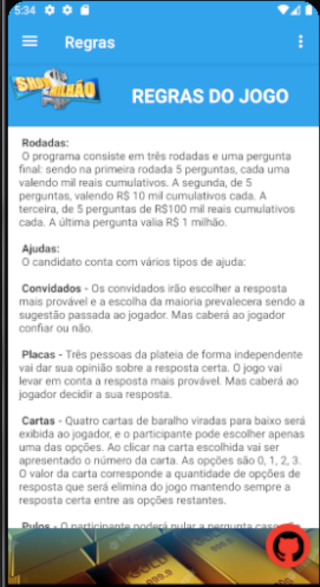 5:34
Regras
SHOW DO MILHÃO
REGRAS DO JOGO
Rodadas:
O programa consiste em três rodadas e uma pergunta
final: sendo na primeira rodada 5 perguntas, cada uma
valendo mil reais cumulativos. A segunda, de 5
perguntas, valendo R$ 10 mil cumulativos cada. A
terceira, de 5 perguntas de R$100 mil reais cumulativos
cada. A última pergunta valia R$ 1 milhão.
Ajudas:
O candidato conta com vários tipos de ajuda:
Convidados - Os convidados irão escolher a resposta
mais provável e a escolha da maioria prevalecera sendo a
sugestão passada ao jogador. Mas caberá ao jogador
confiar ou não.
Placas - Três pessoas da plateia de forma independente
vai dar sua opinião sobre a resposta certa. O jogo vai
levar em conta a resposta mais provável. Mas caberá ao
jogador decidir a sua resposta.
Cartas - Quatro cartas de baralho viradas para baixo será
exibida ao jogador, e o participante pode escolher apenas
uma das opções. Ao clicar na carta escolhida vai ser
apresentado o número da carta. As opções são 0, 1, 2, 3.
O valor da carta corresponde a quantidade de opções de
resposta que será elimina do jogo mantendo sempre a
resposta certa entre as opções restantes.
Pulos - O participante poderá pular a pergunta caso